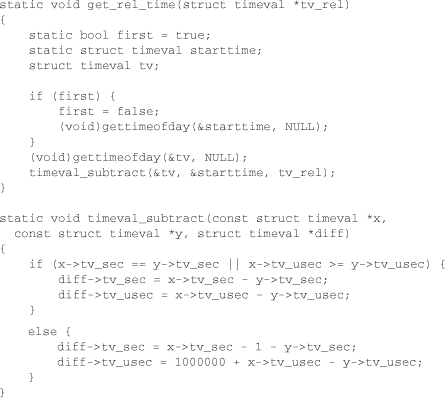 static void get_rel_time(struct timeval *tv_rel)
{
    static bool first = true;
    static struct timeval starttime;
    struct timeval tv;

    if (first) {
        first = false;
        (void)gettimeofday(&starttime, NULL);
    }
    (void)gettimeofday(&tv, NULL);
    timeval_subtract(&tv, &starttime, tv_rel);
}

static void timeval_subtract(const struct timeval *x,
  const struct timeval *y, struct timeval *diff)
{
    if (x->tv_sec == y->tv_sec || x->tv_usec >= y->tv_usec) {
        diff->tv_sec = x->tv_sec - y->tv_sec;
        diff->tv_usec = x->tv_usec - y->tv_usec;
    }
    else {
        diff->tv_sec = x->tv_sec - 1 - y->tv_sec;
        diff->tv_usec = 1000000 + x->tv_usec - y->tv_usec;
    }
}